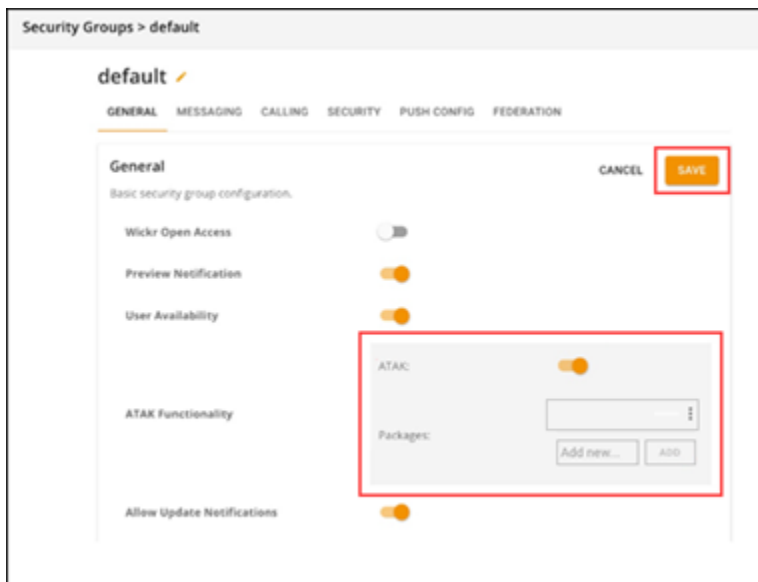 Security Groups > default
default
GENERAL MESSAGING CALLING SECURITY PUSH CONFIG FEDERATION
General
CANCEL SAVE
Basic security group configuration.
Wickr Open Access
Preview Notification
User Availability
ATAK:
ATAK Functionality
Packages:
Add new... ADD
Allow Update Notifications